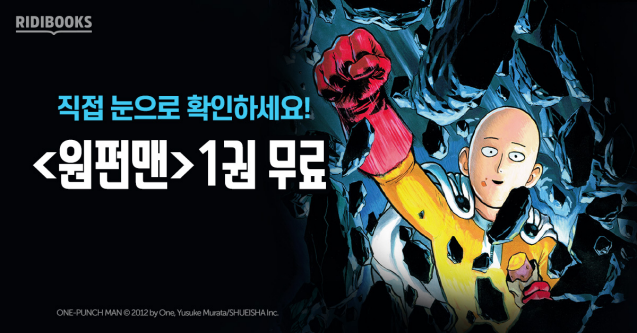 RIDIBOOKS
직접 눈으로 확인하세요!
<원펀맨> 1권 무료
ONE-PUNCH MAN © 2012 by One, Yusuke Murata/SHUEISHA Inc.